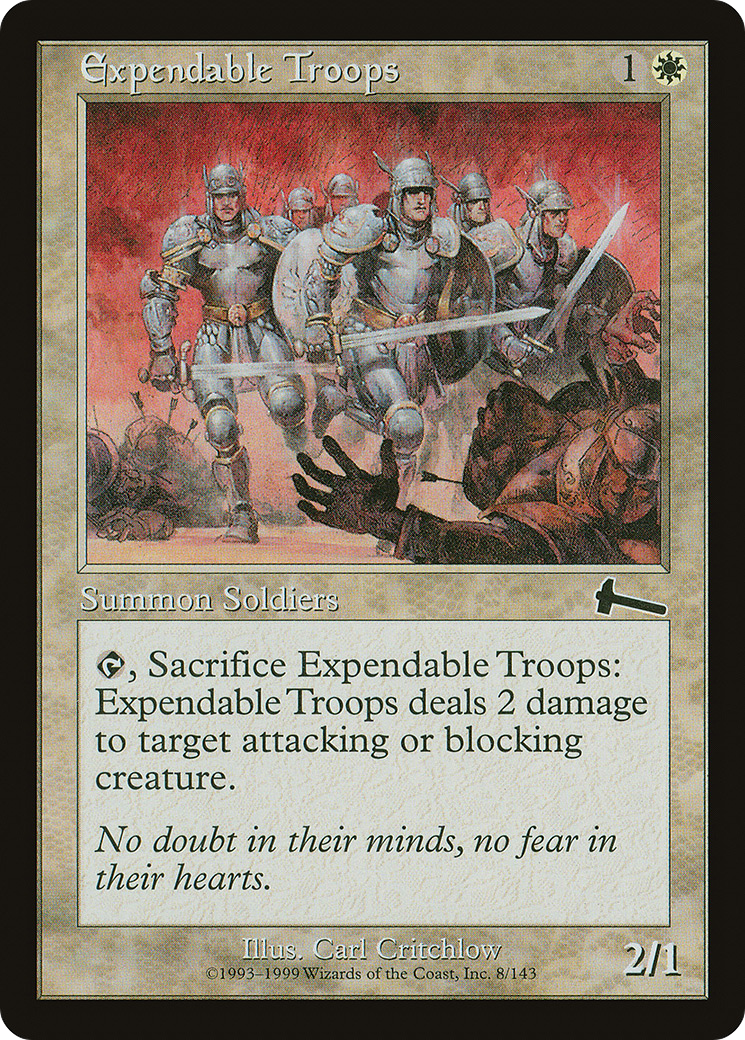 Expendable Troops 1
Summon Soldiers
, Sacrifice Expendable Troops:
Expendable Troops deals 2 damage
to target attacking or blocking
creature.
No doubt in their minds, no fear in
their hearts.
Illus. Carl Critchlow
©1993–1999 Wizards of the Coast, Inc. 8/143
2/1